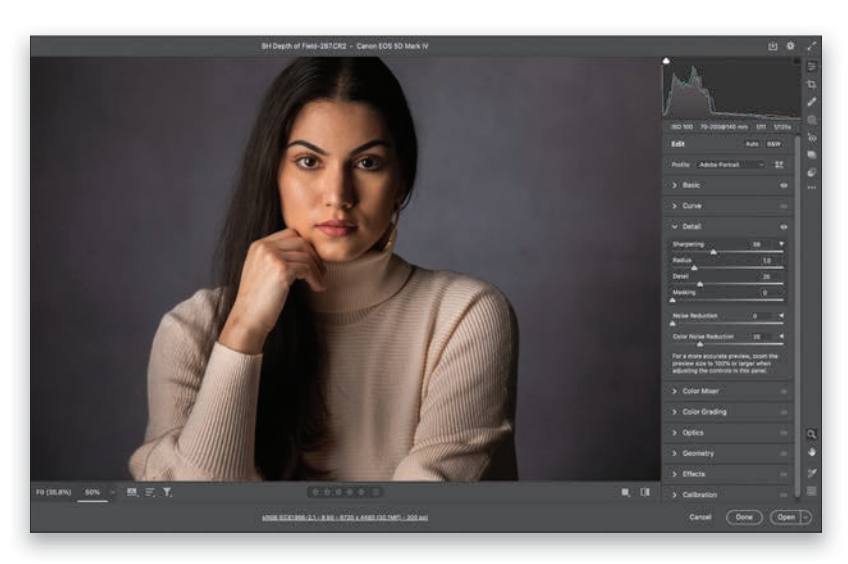 BH Depth of Field-287.CR2 - Canon EOS 5D Mark IV
ISO 100 70-200@140 mm f/11 1/125s
Edit Auto B&W
Profile Adobe Portrait
Basic
Curve
Detail
Sharpening
Radius 1.0
Detail 25
Masking 0
Noise Reduction 0
Color Noise Reduction 25
For a more accurate preview, zoom the
preview size to 100% or larger when
adjusting the controls in this panel.
Color Mixer
Color Grading
Optics
Geometry
Effects
Calibration
Fit (35.8%) 50%
sRGB IEC61966-2.1 - 8 bit - 6720 x 4480 (30.1MP) - 300 ppi
Cancel Done Open